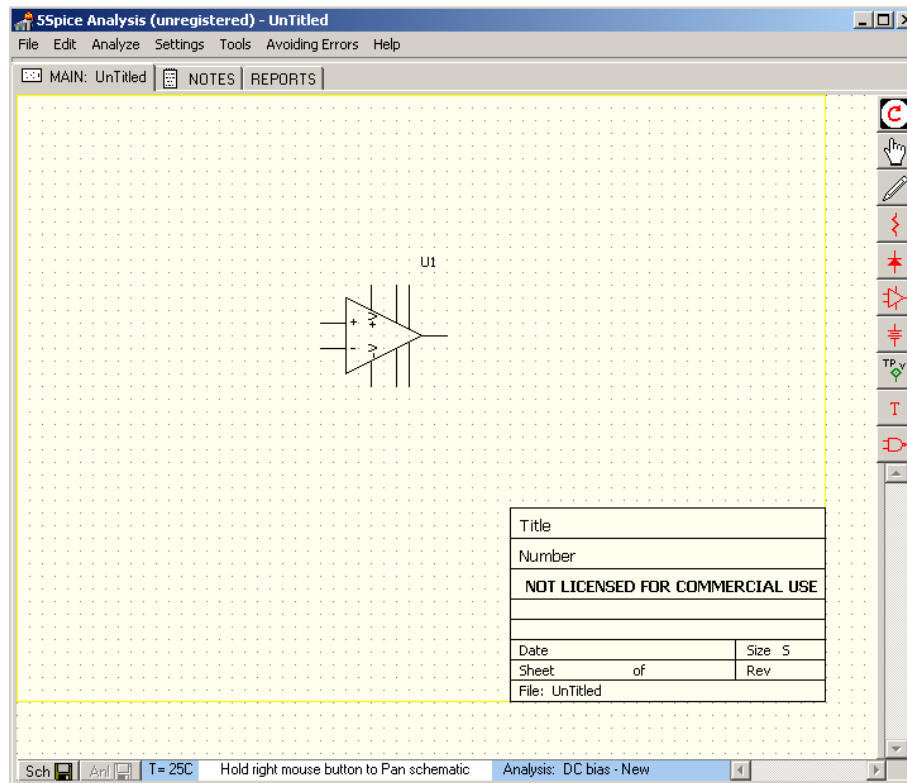 5Spice Analysis (unregistered) - UnTitled
File Edit Analyze Settings Tools Avoiding Errors Help
MAIN: UnTitled NOTES REPORTS
TP v
T
U1
+ V +
- V -
Title
Number
NOT LICENSED FOR COMMERCIAL USE
Date Size S
Sheet of Rev
File: UnTitled
Sch Anl T= 25C Hold right mouse button to Pan schematic Analysis: DC bias - New